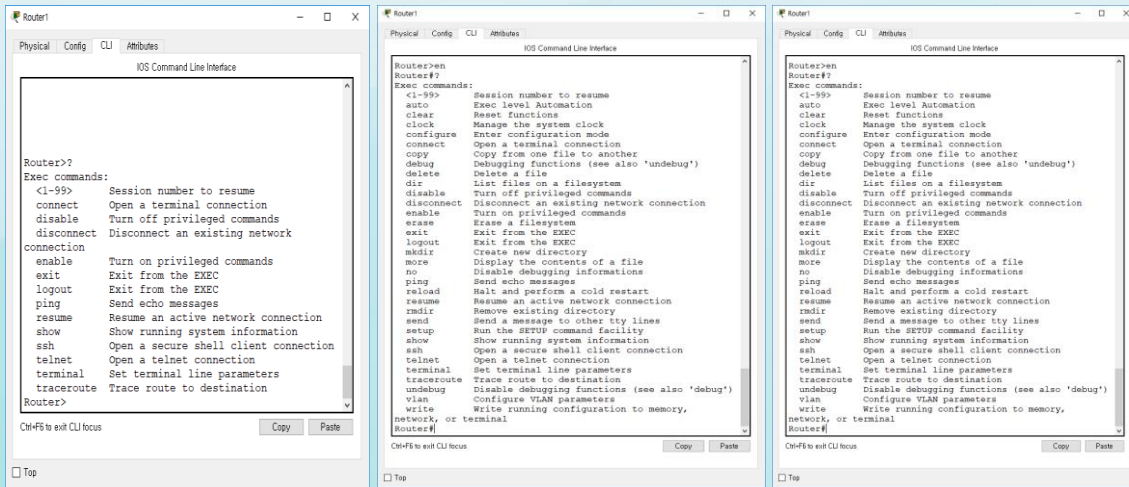 Router1
Physical Config CLI Attributes
IOS Command Line Interface
Router>?
Exec commands:
<1-99> Session number to resume
connect Open a terminal connection
disable Turn off privileged commands
disconnect Disconnect an existing network
connection
enable Turn on privileged commands
exit Exit from the EXEC
logout Exit from the EXEC
ping Send echo messages
resume Resume an active network connection
show Show running system information
ssh Open a secure shell client connection
telnet Open a telnet connection
terminal Set terminal line parameters
traceroute Trace route to destination
Router>
Ctrl+F6 to exit CLI focus
Copy Paste
Top
Router1
Physical Config CLI Attributes
IOS Command Line Interface
Router>en
Router#?
Exec commands:
<1-99> Session number to resume
auto Exec level Automation
clear Reset functions
clock Manage the system clock
configure Enter configuration mode
connect Open a terminal connection
copy Copy from one file to another
debug Debugging functions (see also 'undebug')
delete Delete a file
dir List files on a filesystem
disable Turn off privileged commands
disconnect Disconnect an existing network connection
enable Turn on privileged commands
erase Erase a filesystem
exit Exit from the EXEC
logout Exit from the EXEC
mkdir Create new directory
more Display the contents of a file
no Disable debugging informations
ping Send echo messages
reload Halt and perform a cold restart
resume Resume an active network connection
rmdir Remove existing directory
send Send a message to other tty lines
setup Run the SETUP command facility
show Show running system information
ssh Open a secure shell client connection
telnet Open a telnet connection
terminal Set terminal line parameters
traceroute Trace route to destination
undebug Disable debugging functions (see also 'debug')
vlan Configure VLAN parameters
write Write running configuration to memory,
network, or terminal
Router#
Ctrl+F6 to exit CLI focus
Copy Paste
Top
Router1
Physical Config CLI Attributes
IOS Command Line Interface
Router>en
Router#?
Exec commands:
<1-99> Session number to resume
auto Exec level Automation
clear Reset functions
clock Manage the system clock
configure Enter configuration mode
connect Open a terminal connection
copy Copy from one file to another
debug Debugging functions (see also 'undebug')
delete Delete a file
dir List files on a filesystem
disable Turn off privileged commands
disconnect Disconnect an existing network connection
enable Turn on privileged commands
erase Erase a filesystem
exit Exit from the EXEC
logout Exit from the EXEC
mkdir Create new directory
more Display the contents of a file
no Disable debugging informations
ping Send echo messages
reload Halt and perform a cold restart
resume Resume an active network connection
rmdir Remove existing directory
send Send a message to other tty lines
setup Run the SETUP command facility
show Show running system information
ssh Open a secure shell client connection
telnet Open a telnet connection
terminal Set terminal line parameters
traceroute Trace route to destination
undebug Disable debugging functions (see also 'debug')
vlan Configure VLAN parameters
write Write running configuration to memory,
network, or terminal
Router#
Ctrl+F6 to exit CLI focus
Copy Paste
Top